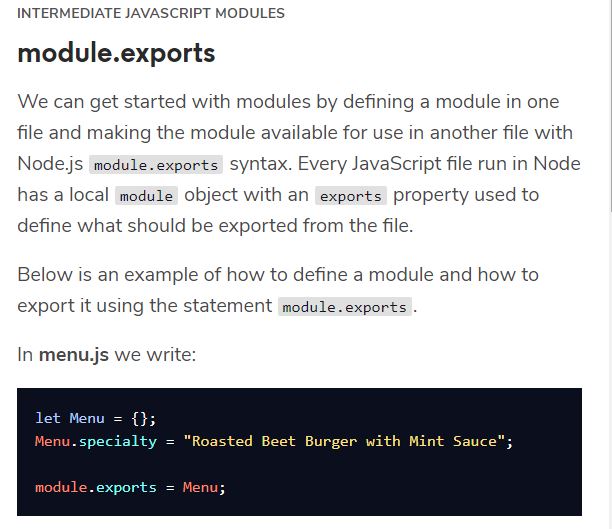 INTERMEDIATE JAVASCRIPT MODULES
module.exports
We can get started with modules by defining a module in one
file and making the module available for use in another file with
Node.js module.exports syntax. Every JavaScript file run in Node
has a local module object with an exports property used to
define what should be exported from the file.
Below is an example of how to define a module and how to
export it using the statement module.exports.
In menu.js we write:
let Menu = {};
Menu.specialty = "Roasted Beet Burger with Mint Sauce";
module.exports = Menu;